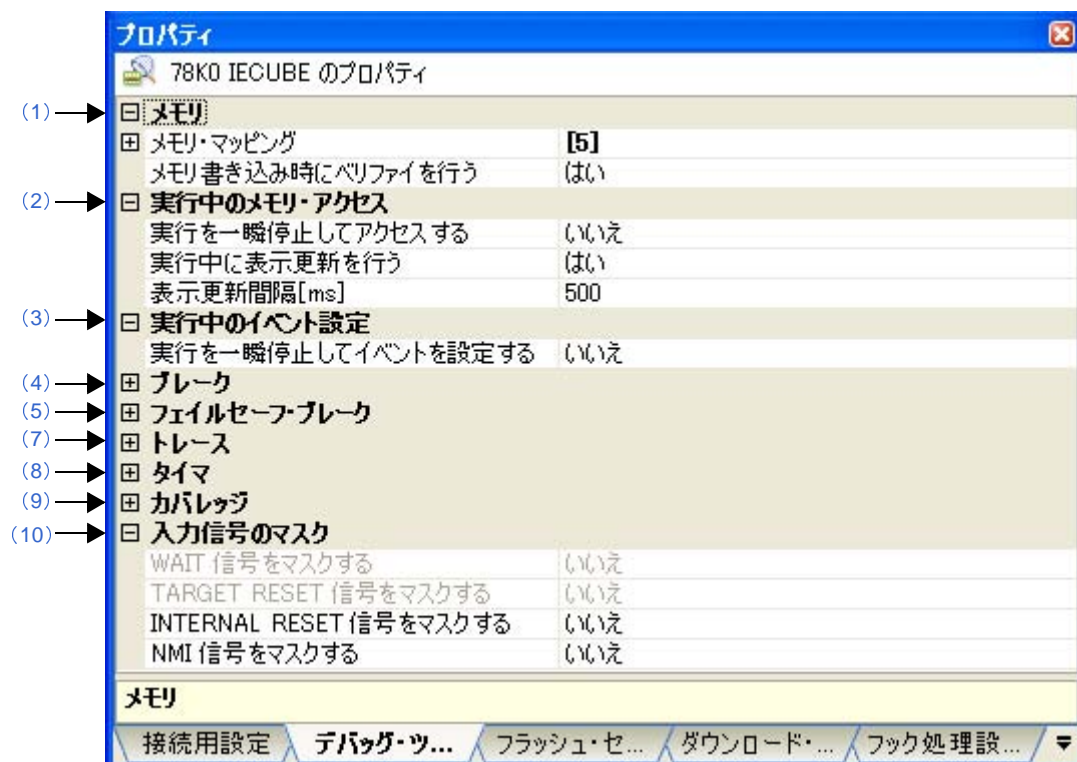 プロパティ
78K0 IECUBE のプロパティ
(1) メモリ
メモリ・マッピング [5]
メモリ書き込み時にベリファイを行う はい
(2) 実行中のメモリ・アクセス
実行を一瞬停止してアクセスする いいえ
実行中に表示更新を行う はい
表示更新間隔[ms] 500
(3) 実行中のイベント設定
実行を一瞬停止してイベントを設定する いいえ
(4) ブレーク
(5) フェイルセーフ・ブレーク
(7) トレース
(8) タイマ
(9) カバレッジ
(10) 入力信号のマスク
WAIT 信号をマスクする いいえ
TARGET RESET 信号をマスクする いいえ
INTERNAL RESET 信号をマスクする いいえ
NMI 信号をマスクする いいえ
メモリ
接続用設定 デバッグ・ツ... フラッシュ・セ... ダウンロード・... フック処理設...